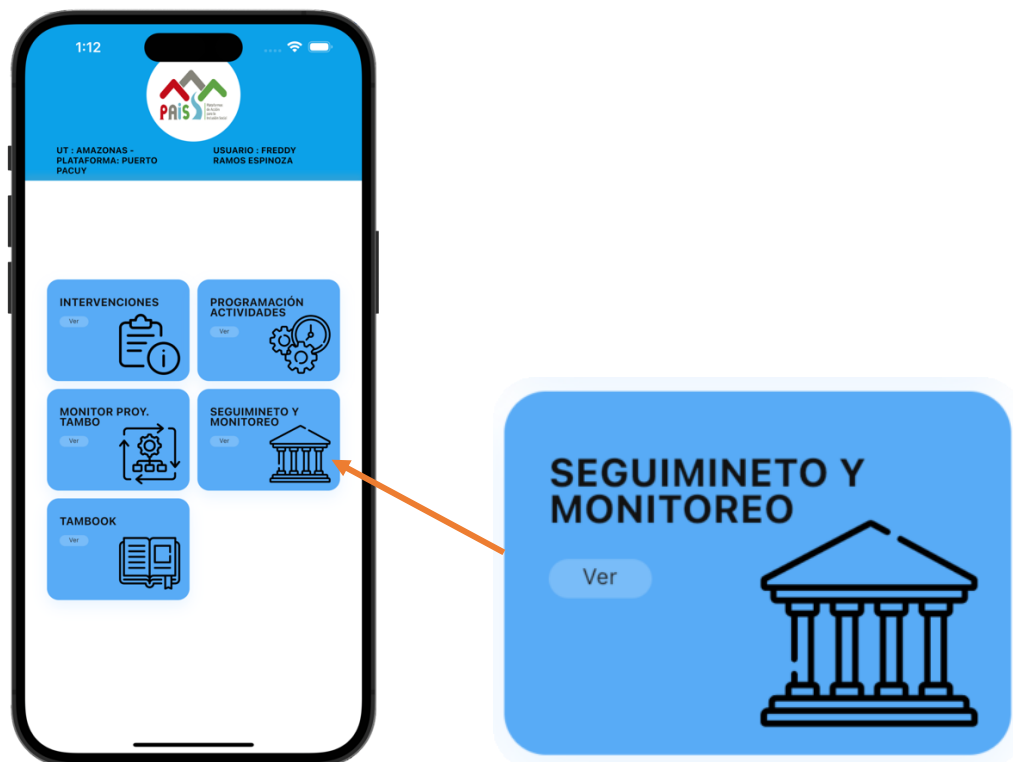 1:12
PAiS
UT : AMAZONAS -
PLATAFORMA: PUERTO
PACUY
USUARIO : FREDDY
RAMOS ESPINOZA
INTERVENCIONES
Ver
PROGRAMACIÓN
ACTIVIDADES
Ver
MONITOR PROY.
TAMBO
Ver
SEGUIMINETO Y
MONITOREO
Ver
TAMBOOK
Ver
SEGUIMINETO Y
MONITOREO
Ver